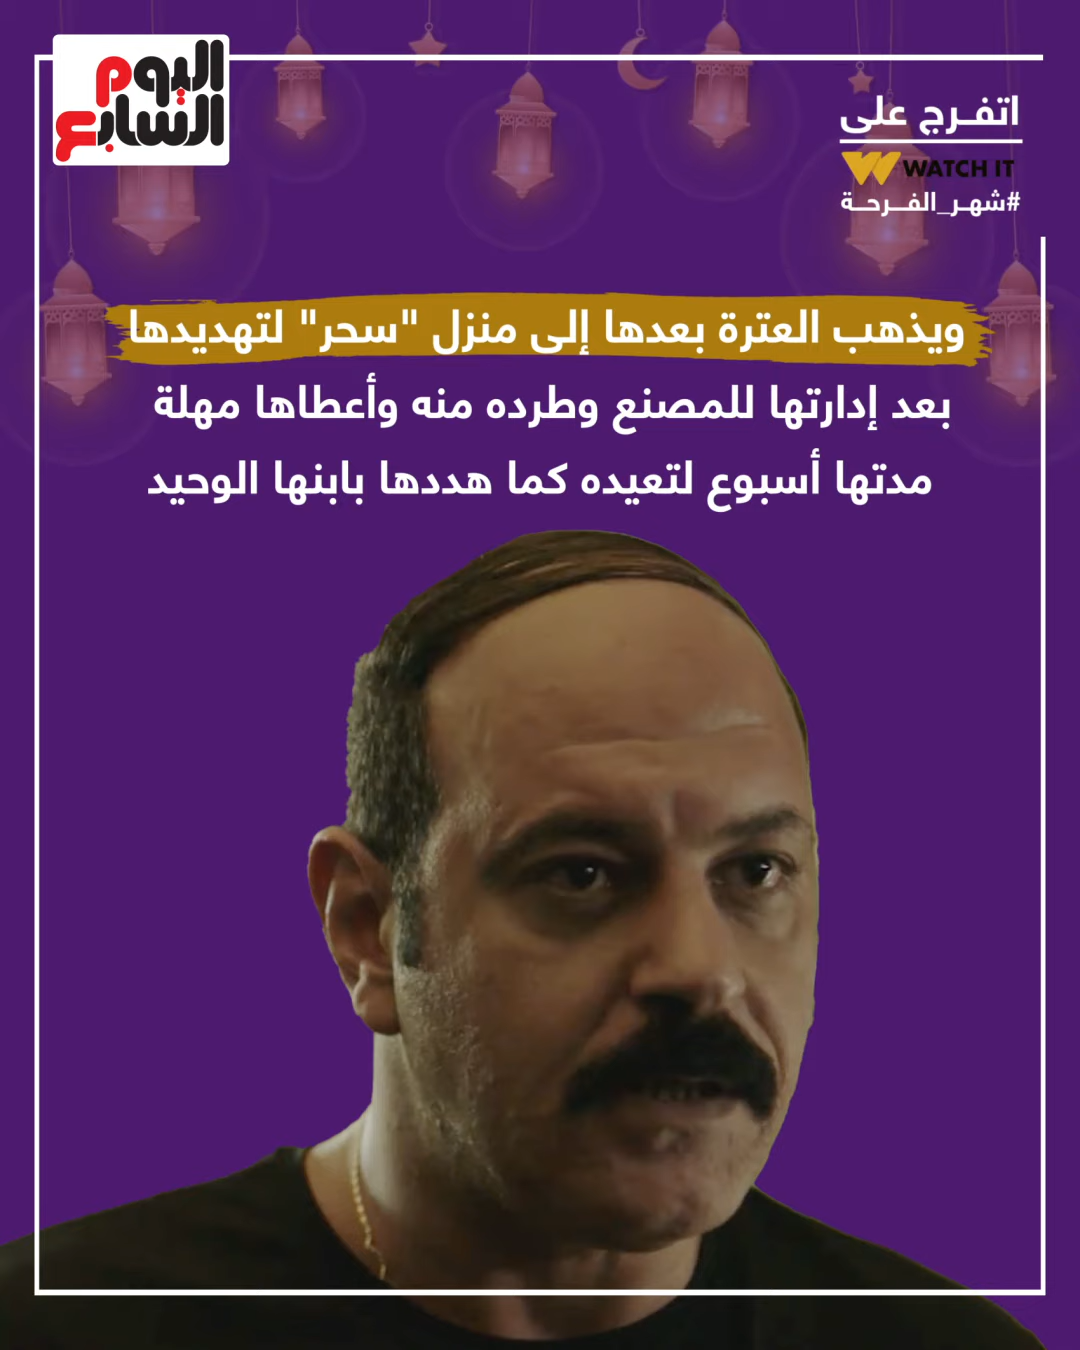 اليوم
السابع
اتفرج على
WATCH IT
#شهر_الفرحة
ويذهب العترة بعدها إلى منزل "سحر" لتهديدها
بعد إدارتها للمصنع وطرده منه وأعطاها مهلة
مدتها أسبوع لتعيده كما هددها بابنها الوحيد